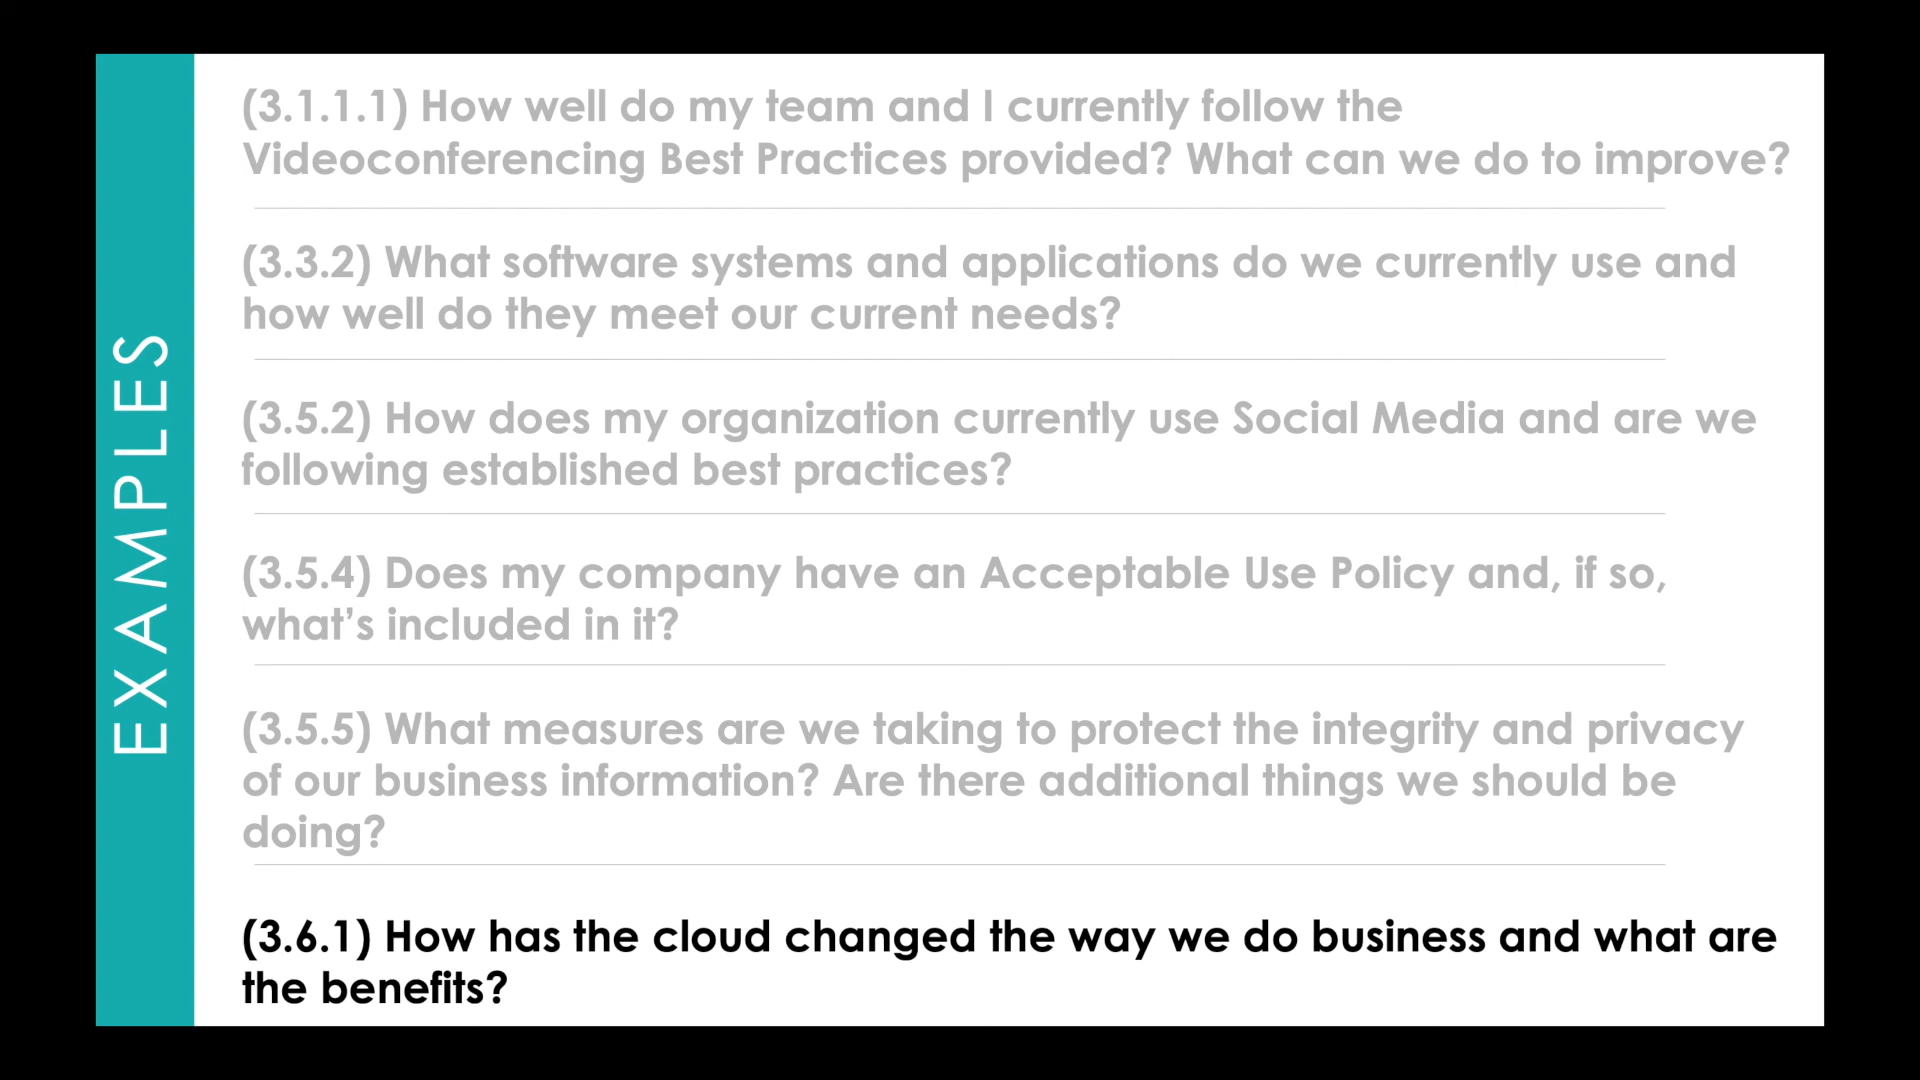 EXAMPLES
(3.1.1.1) How well do my team and I currently follow the
Videoconferencing Best Practices provided? What can we do to improve?
(3.3.2) What software systems and applications do we currently use and
how well do they meet our current needs?
(3.5.2) How does my organization currently use Social Media and are we
following established best practices?
(3.5.4) Does my company have an Acceptable Use Policy and, if so,
what’s included in it?
(3.5.5) What measures are we taking to protect the integrity and privacy
of our business information? Are there additional things we should be
doing?
(3.6.1) How has the cloud changed the way we do business and what are
the benefits?